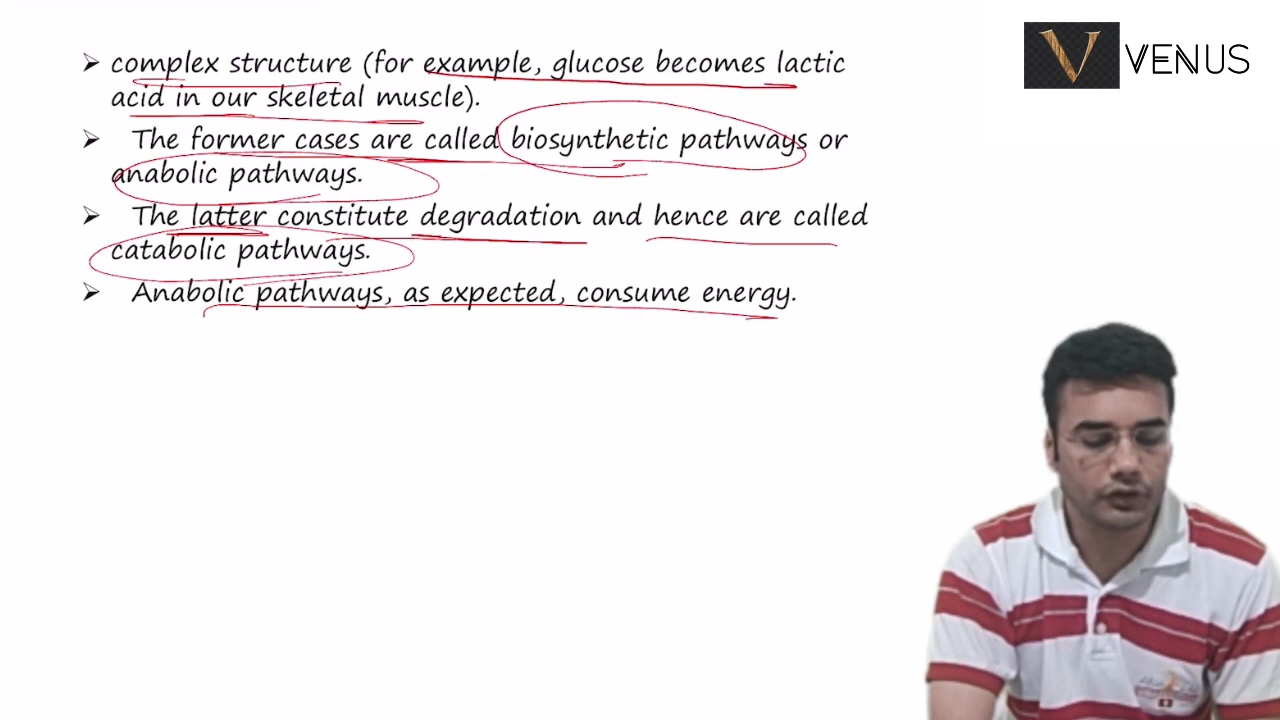 V VENUS
➢ complex structure (for example, glucose becomes lactic
acid in our skeletal muscle).
➢ The former cases are called biosynthetic pathways or
anabolic pathways.
➢ The latter constitute degradation and hence are called
catabolic pathways.
➢ Anabolic pathways, as expected, consume energy.